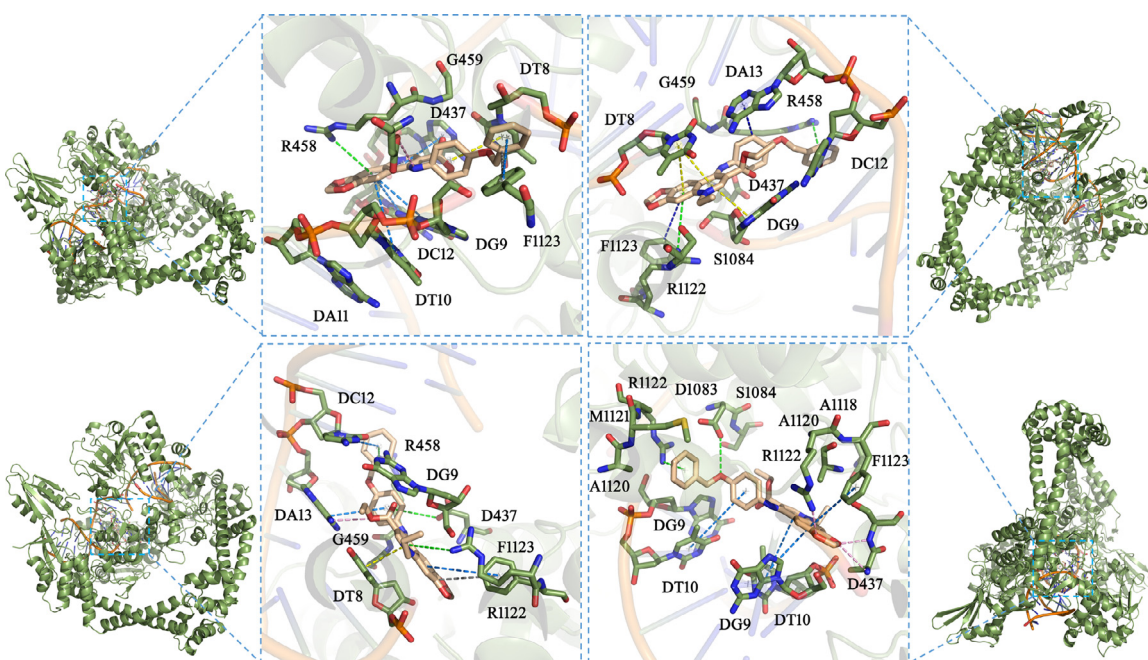 G459
DT8
D437
R458
DG9
F1123
DC12
DT10
DA11
DA13
G459
R458
DT8
DC12
D437
DG9
F1123
S1084
R1122
DC12
R458
DG9
DA13
D437
G459
F1123
DT8
R1122
R1122
D1083
S1084
M1121
A1118
A1120
R1122
F1123
A1120
DG9
DT10
D437
DG9
DT10